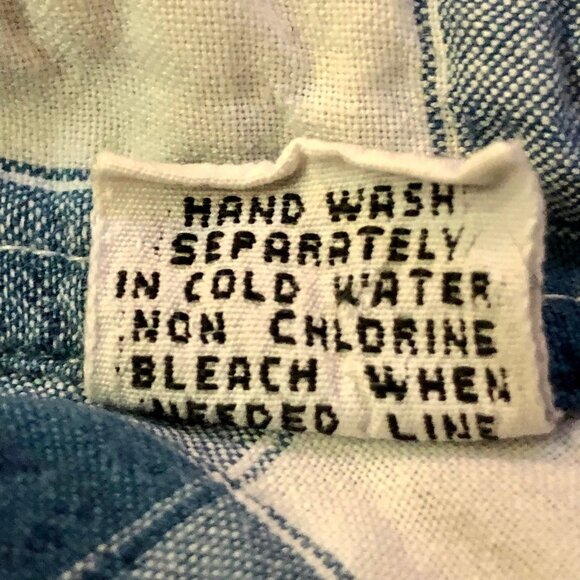 HAND WASH
SEPARATELY
IN COLD WATER
NON CHLORINE
BLEACH WHEN
NEEDED LINE